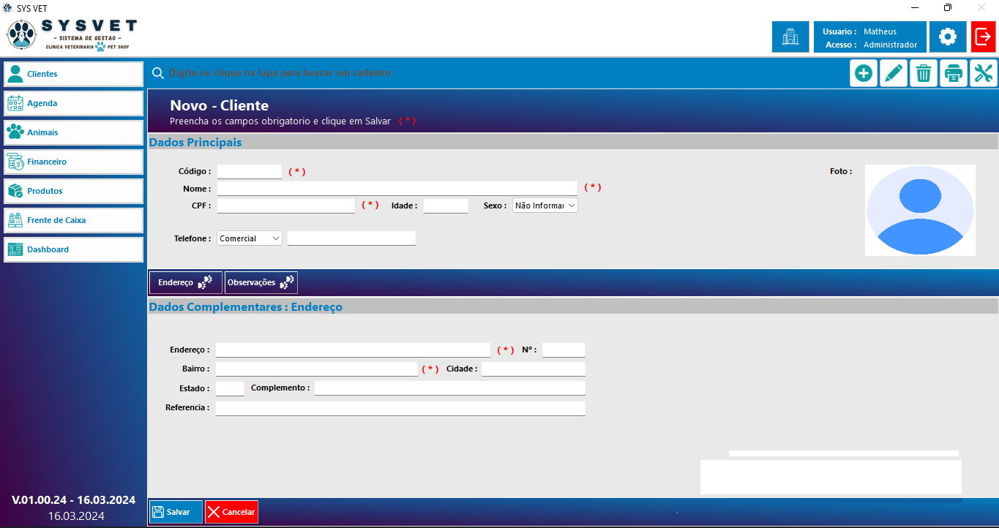 SYS VET
SYSVET
- SISTEMA DE GESTAO -
CLINICA VETERINARIA PET SHOP
Usuario : Matheus
Acesso : Administrador
Clientes
Agenda
Animais
Financeiro
Produtos
Frente de Caixa
Dashboard
V.01.00.24 - 16.03.2024
16.03.2024
Digite ou clique na lupa para buscar um cadastro
Novo - Cliente
Preencha os campos obrigatorio e clique em Salvar ( * )
Dados Principais
Código : ( * )
Foto :
Nome : ( * )
CPF : ( * ) Idade : Sexo : Não Informar
Telefone : Comercial
Endereço Observações
Dados Complementares : Endereço
Endereço : ( * ) Nº :
Bairro : ( * ) Cidade :
Estado : Complemento :
Referencia :
Salvar Cancelar